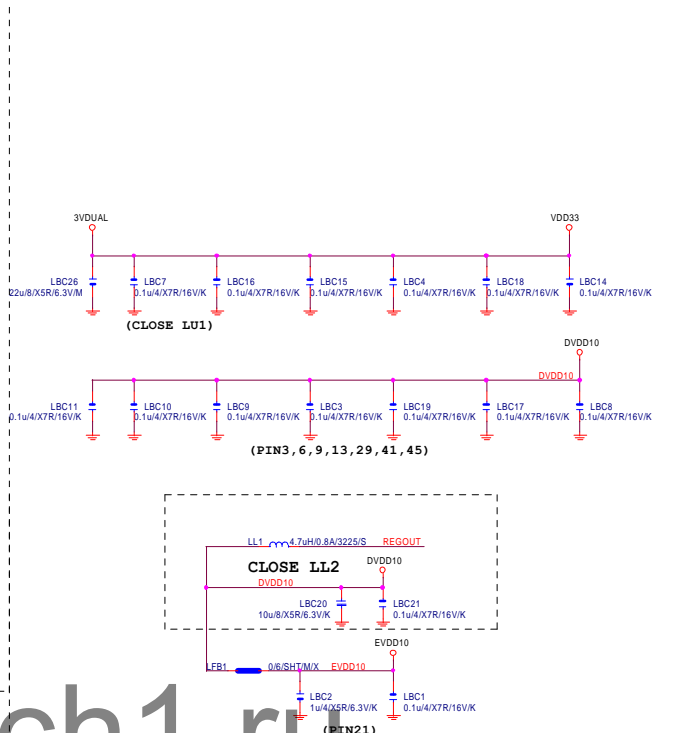 3VDUAL VDD33
LBC26 LBC7 LBC16 LBC15 LBC4 LBC18 LBC14
22u/8/X5R/6.3V/M 0.1u/4/X7R/16V/K 0.1u/4/X7R/16V/K 0.1u/4/X7R/16V/K 0.1u/4/X7R/16V/K 0.1u/4/X7R/16V/K 0.1u/4/X7R/16V/K
(CLOSE LU1)
DVDD10
DVDD10
LBC11 LBC10 LBC9 LBC3 LBC19 LBC17 LBC8
0.1u/4/X7R/16V/K 0.1u/4/X7R/16V/K 0.1u/4/X7R/16V/K 0.1u/4/X7R/16V/K 0.1u/4/X7R/16V/K 0.1u/4/X7R/16V/K 0.1u/4/X7R/16V/K
(PIN3,6,9,13,29,41,45)
LL1 4.7uH/0.8A/3225/S REGOUT
CLOSE LL2 DVDD10
DVDD10
LBC20 LBC21
10u/8/X5R/6.3V/K 0.1u/4/X7R/16V/K
EVDD10
LFB1 0/6/SHT/M/X EVDD10
LBC2 LBC1
1u/4/X5R/6.3V/K 0.1u/4/X7R/16V/K
(PIN21)
ch1.ru